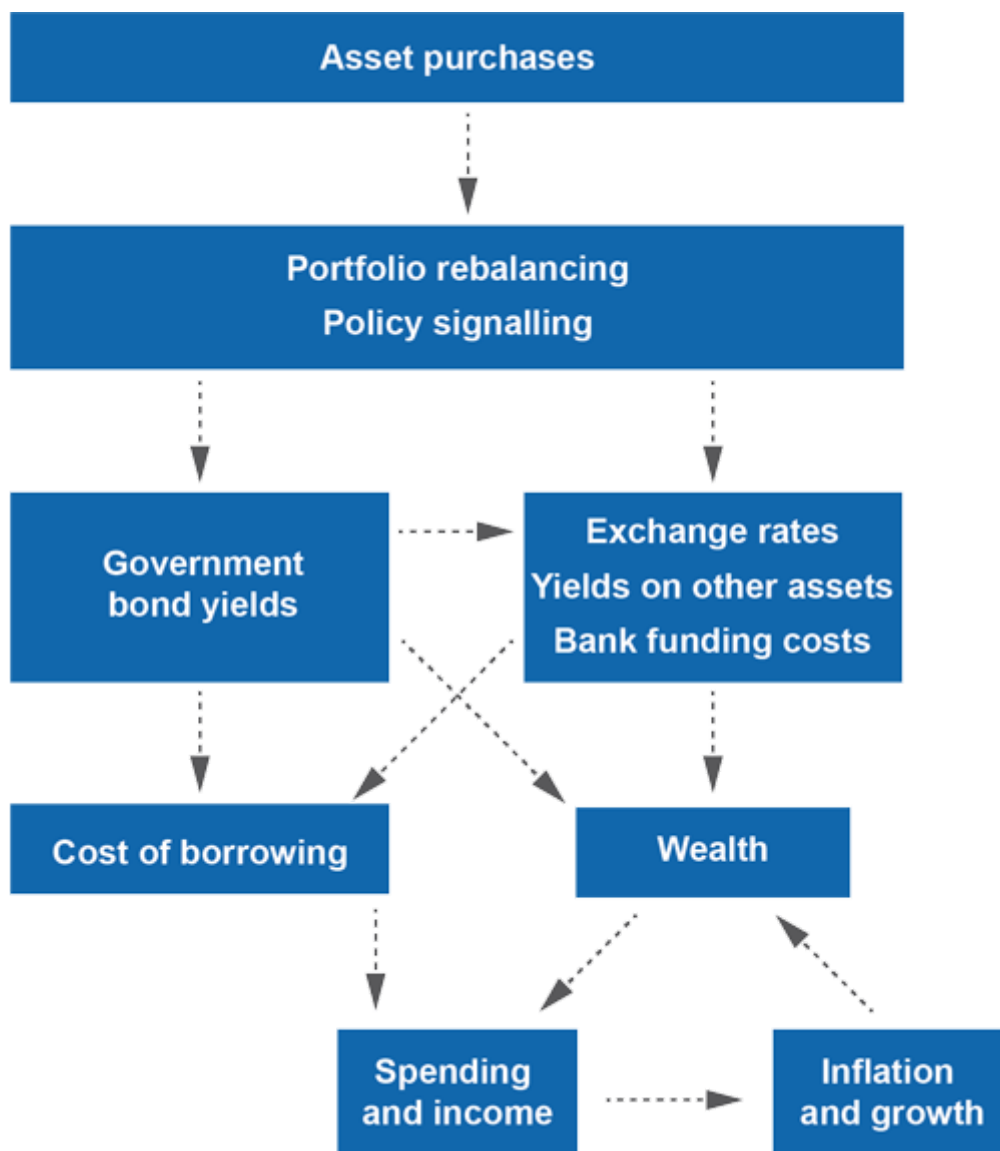 Asset purchases
Portfolio rebalancing
Policy signalling
Government
bond yields
Exchange rates
Yields on other assets
Bank funding costs
Cost of borrowing
Wealth
Spending
and income
Inflation
and growth